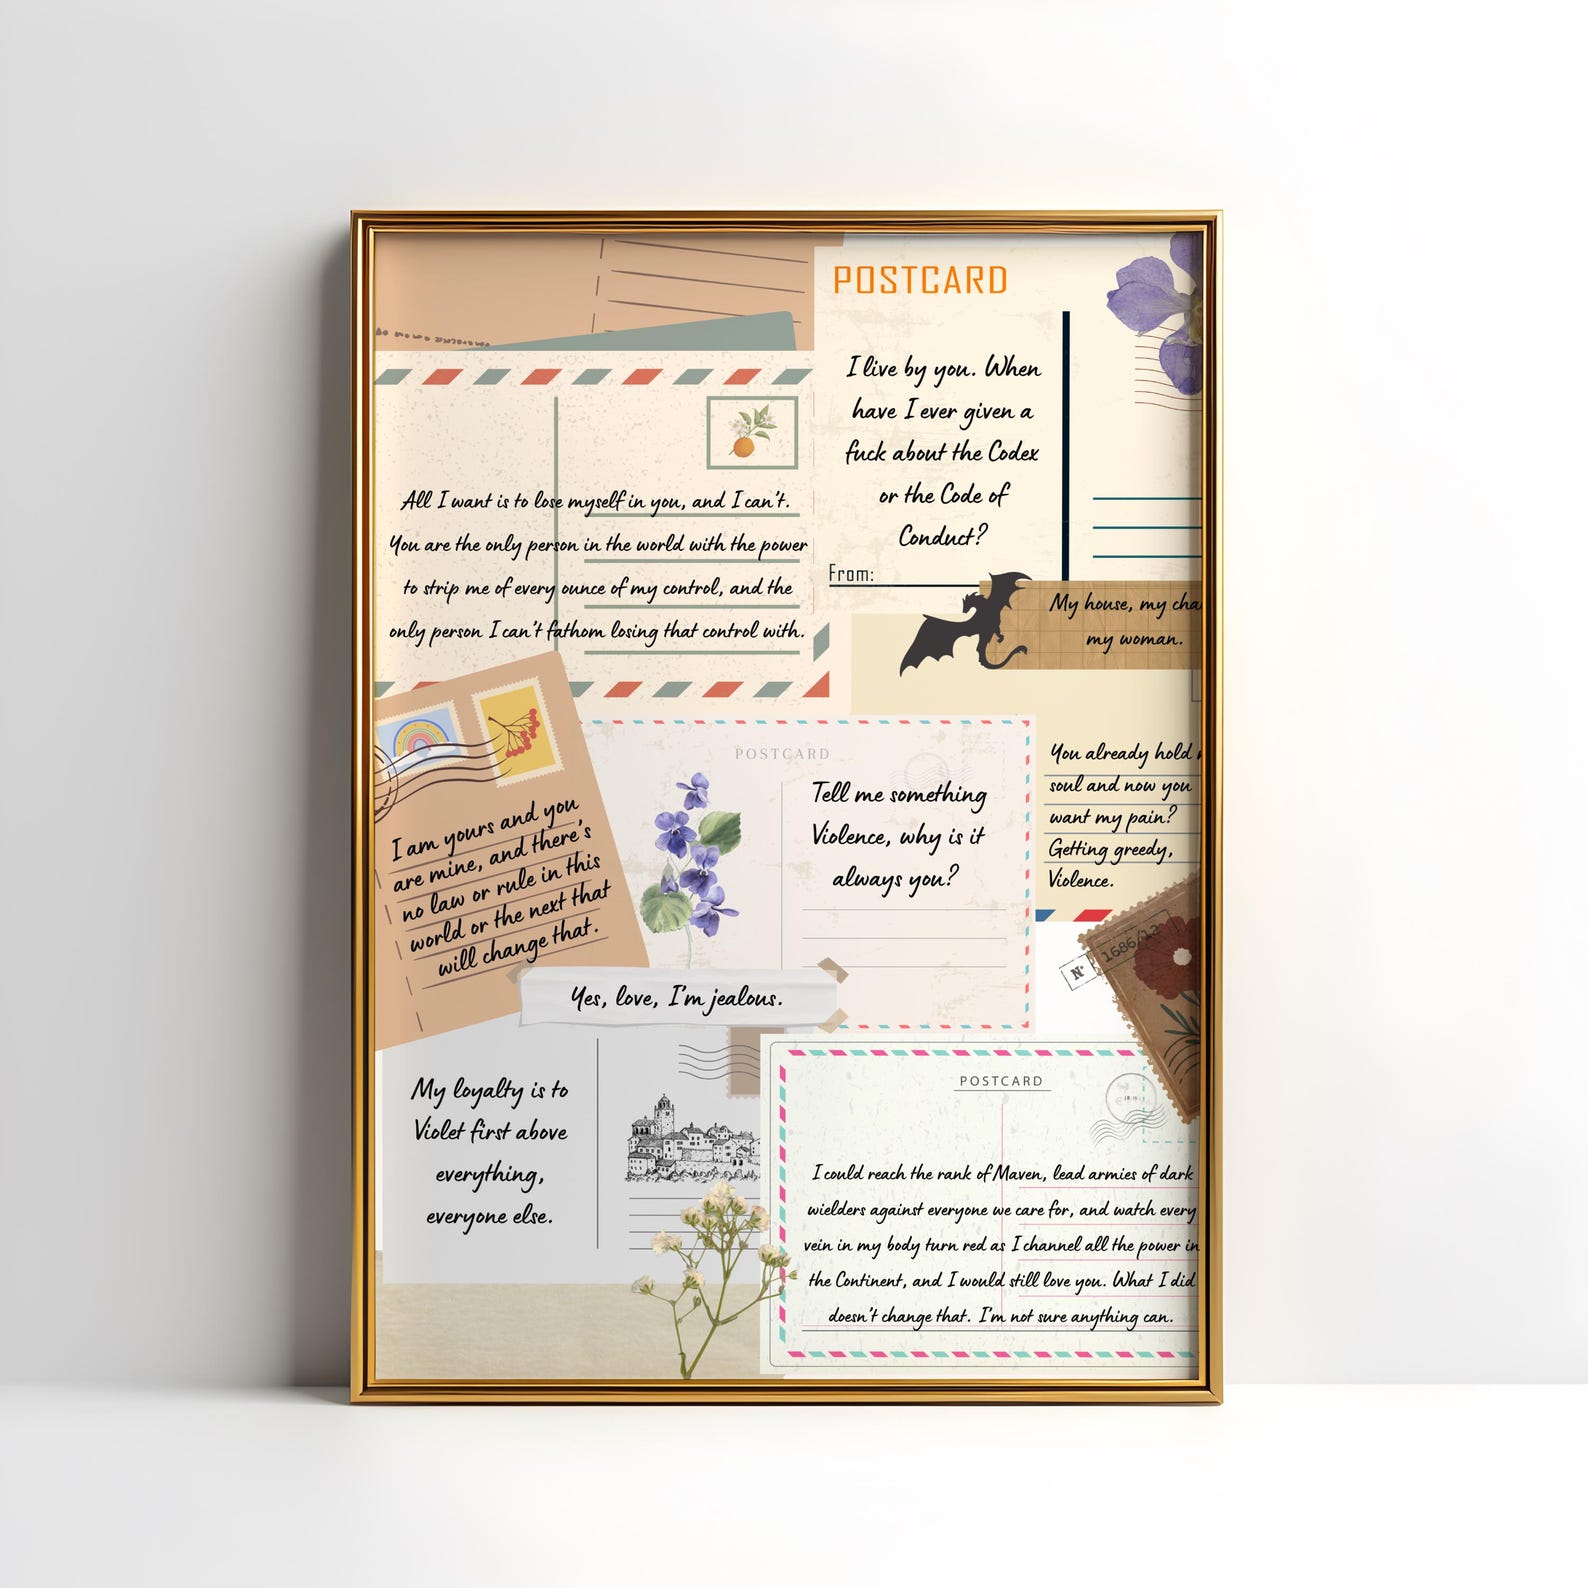 POSTCARD
I live by you. When
have I ever given a
fuck about the Codex
or the Code of
Conduct?
From:
All I want is to lose myself in you, and I can't.
You are the only person in the world with the power
to strip me of every ounce of my control, and the
only person I can't fathom losing that control with.
My house, my cha
my woman.
POSTCARD
Tell me something
Violence, why is it
always you?
You already hold
soul and now you
want my pain?
Getting greedy,
Violence.
I am yours and you
are mine, and there's
no law or rule in this
world or the next that
will change that.
Yes, love, I'm jealous.
Nº 1686/12
My loyalty is to
Violet first above
everything,
everyone else.
POSTCARD
I could reach the rank of Maven, lead armies of dark
wielders against everyone we care for, and watch every
vein in my body turn red as I channel all the power in
the Continent, and I would still love you. What I did
doesn't change that. I'm not sure anything can.